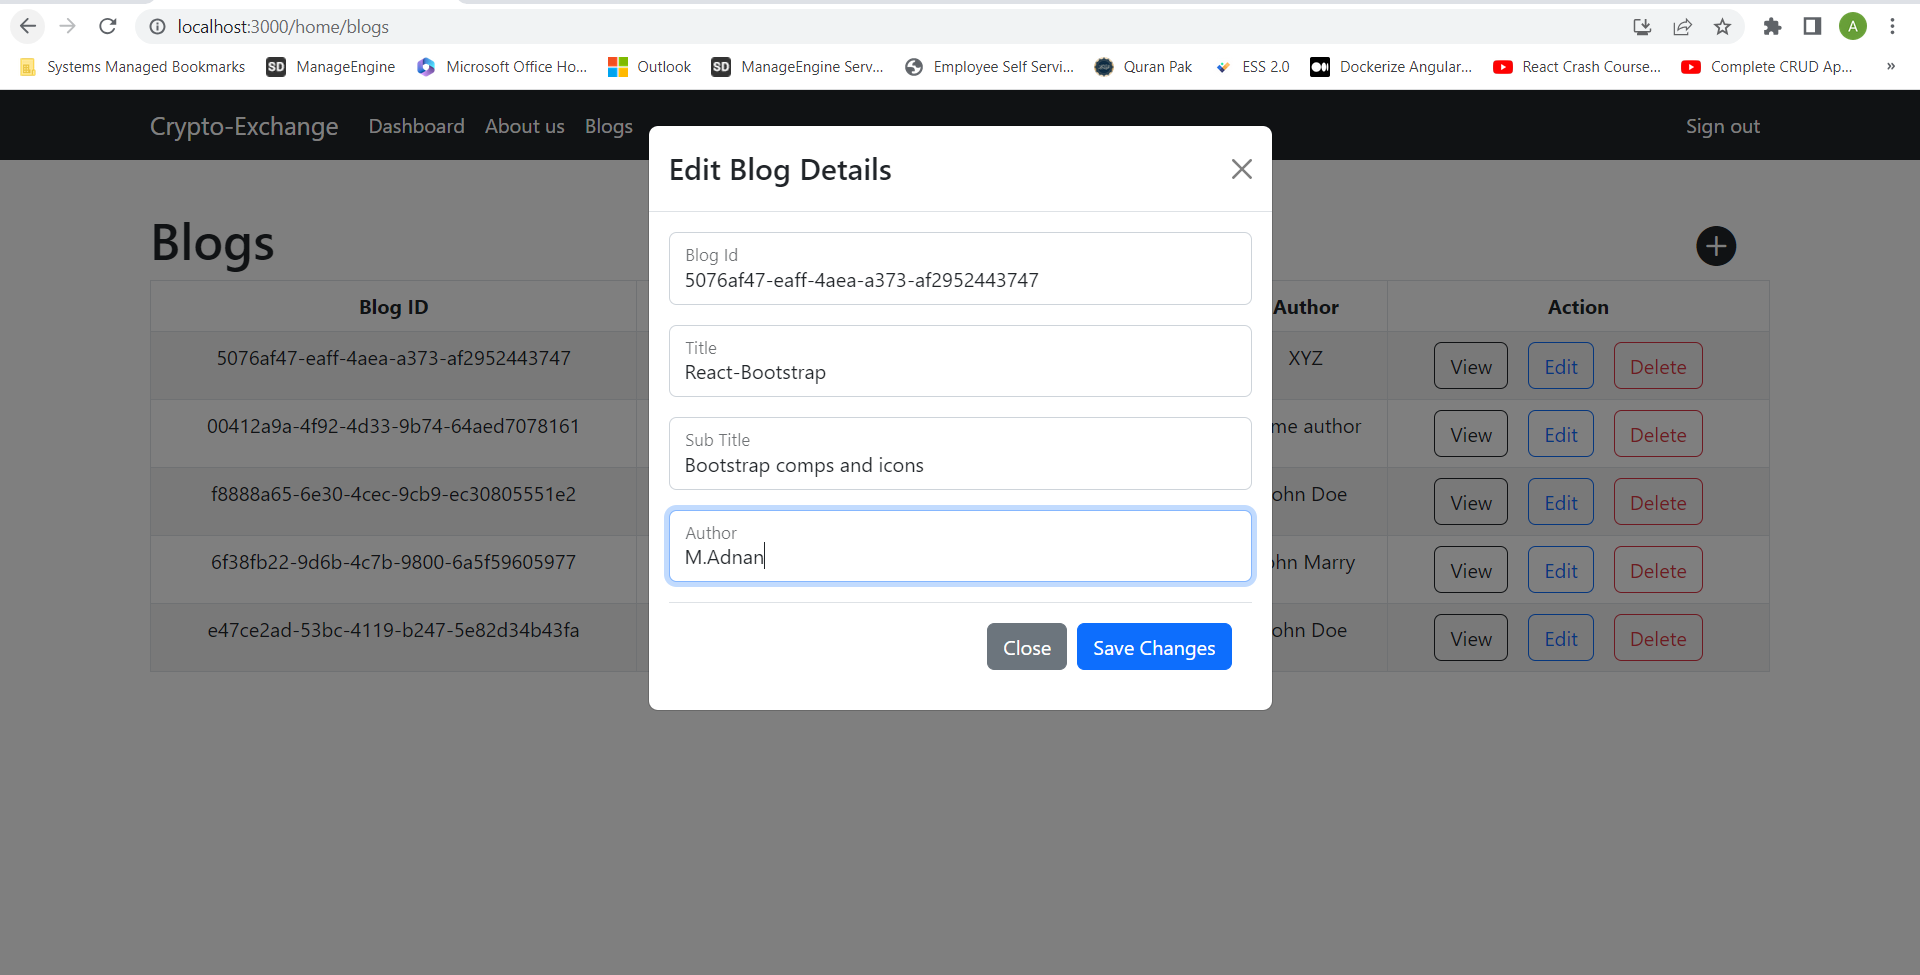 localhost:3000/home/blogs
A
Systems Managed Bookmarks SD ManageEngine Microsoft Office Ho... Outlook SD ManageEngine Serv... Employee Self Servi... Quran Pak ESS 2.0 Dockerize Angular... React Crash Course... Complete CRUD Ap... »
Crypto-Exchange Dashboard About us Blogs Sign out
Edit Blog Details
Blog Id
5076af47-eaff-4aea-a373-af2952443747
Title
React-Bootstrap
Sub Title
Bootstrap comps and icons
Author
M.Adnan
Close Save Changes
Blogs
Blog ID Author Action
5076af47-eaff-4aea-a373-af2952443747 XYZ View Edit Delete
00412a9a-4f92-4d33-9b74-64aed7078161 me author View Edit Delete
f8888a65-6e30-4cec-9cb9-ec30805551e2 ohn Doe View Edit Delete
6f38fb22-9d6b-4c7b-9800-6a5f59605977 ohn Marry View Edit Delete
e47ce2ad-53bc-4119-b247-5e82d34b43fa ohn Doe View Edit Delete